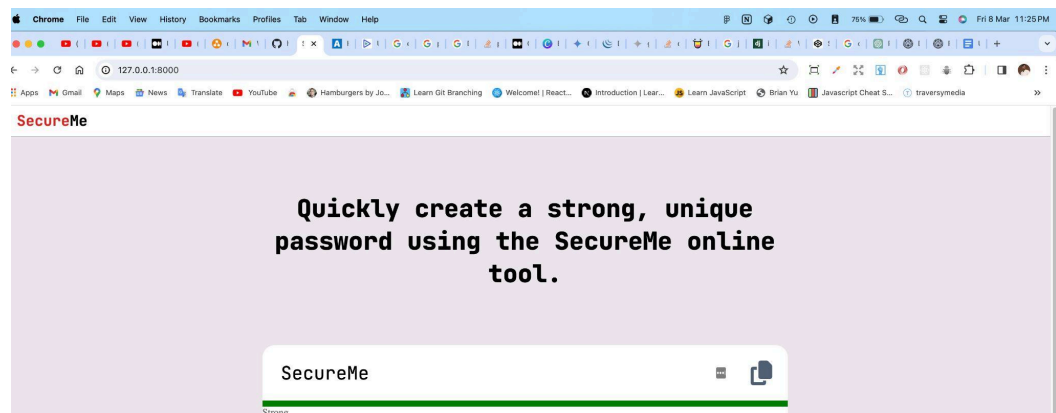 Chrome File Edit View History Bookmarks Profiles Tab Window Help 75% Fri 8 Mar 11:25 PM
127.0.0.1:8000
Apps Gmail Maps News Translate YouTube Hamburgers by Jo... Learn Git Branching Welcome! | React... Introduction | Lear... Learn JavaScript Brian Yu Javascript Cheat S... traversymedia »
SecureMe
Quickly create a strong, unique
password using the SecureMe online
tool.
SecureMe
Strong